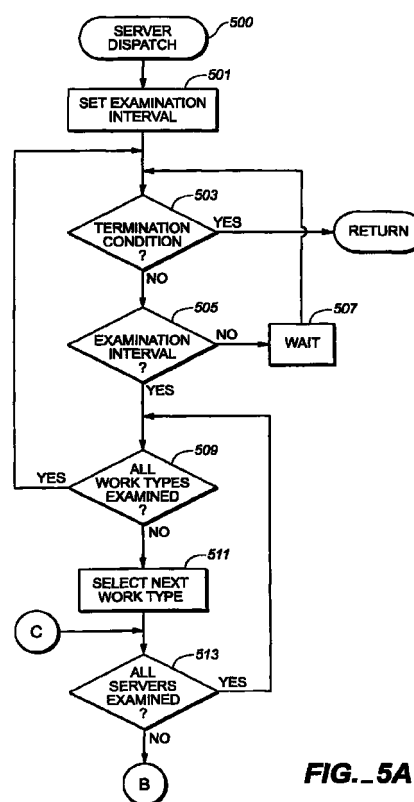 SERVER
DISPATCH
500
501
SET EXAMINATION
INTERVAL
503
TERMINATION
CONDITION
?
YES
RETURN
NO
505
EXAMINATION
INTERVAL
?
NO
507
WAIT
YES
509
YES
ALL
WORK TYPES
EXAMINED
?
NO
511
SELECT NEXT
WORK TYPE
C
513
ALL
SERVERS
EXAMINED
?
YES
NO
B
FIG._5A